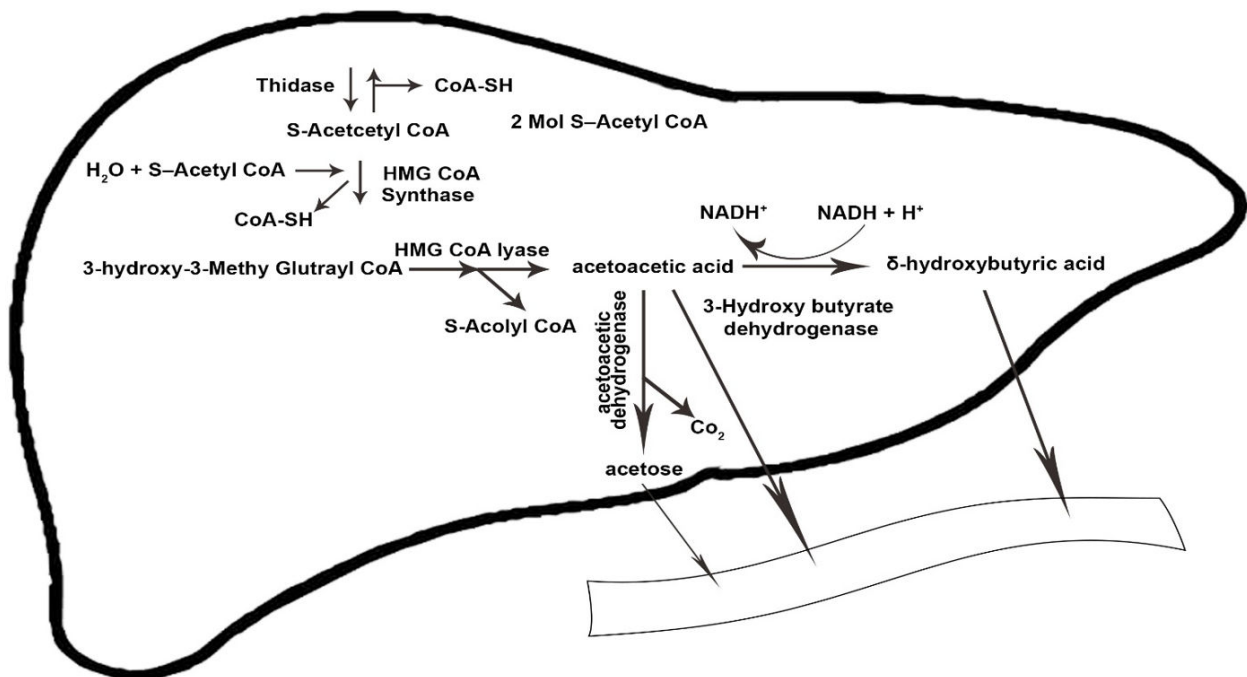 Thidase
CoA-SH
S-Acetcetyl CoA
2 Mol S–Acetyl CoA
H₂O + S–Acetyl CoA
HMG CoA
Synthase
CoA-SH
NADH⁺
NADH + H⁺
3-hydroxy-3-Methy Glutrayl CoA
HMG CoA lyase
acetoacetic acid
δ-hydroxybutyric acid
S-Acolyl CoA
3-Hydroxy butyrate
dehydrogenase
acetoacetic
dehydrogenase
Co₂
acetose